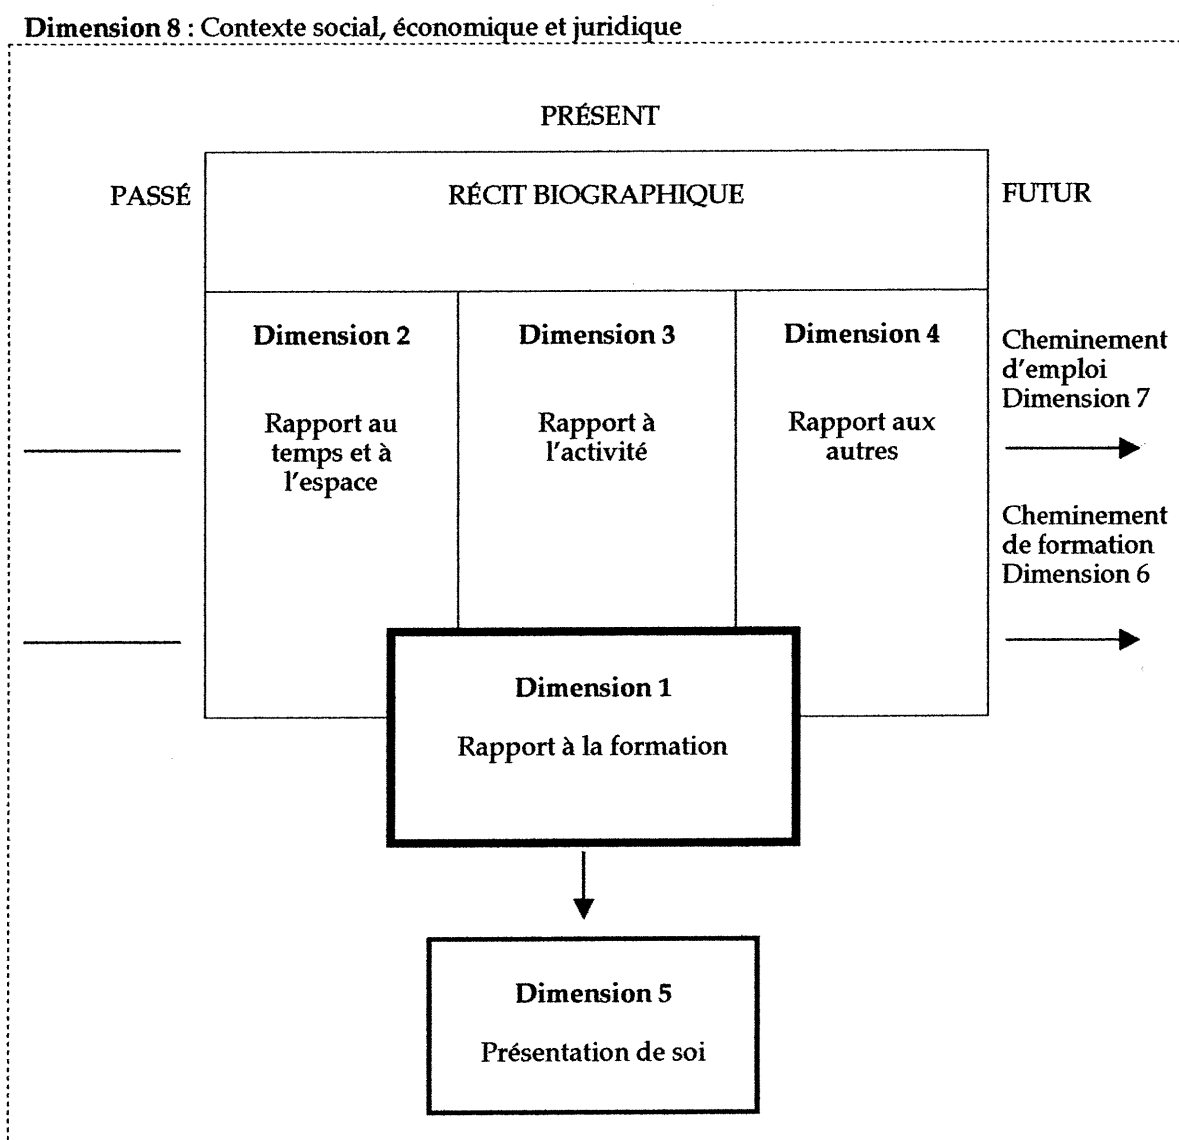 Dimension 8 : Contexte social, économique et juridique
PRÉSENT
PASSÉ
RÉCIT BIOGRAPHIQUE
FUTUR
Dimension 2
Rapport au
temps et à
l'espace
Dimension 3
Rapport à
l'activité
Dimension 4
Rapport aux
autres
Cheminement
d'emploi
Dimension 7
Cheminement
de formation
Dimension 6
Dimension 1
Rapport à la formation
Dimension 5
Présentation de soi